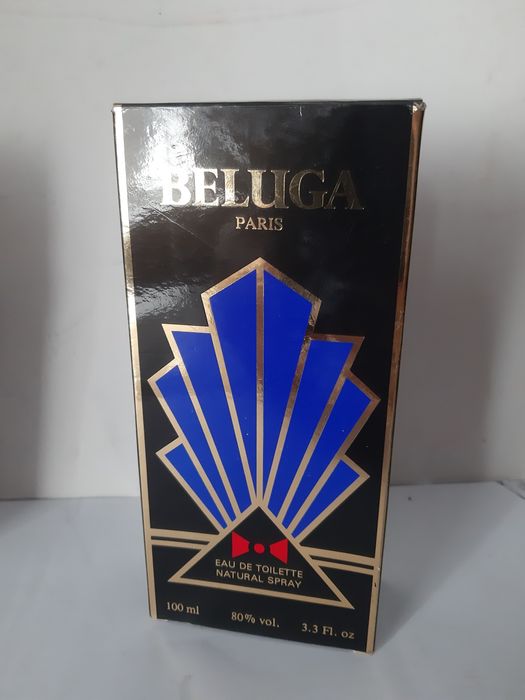 BELUGA
PARIS
EAU DE TOILETTE
NATURAL SPRAY
100 ml 80% vol. 3.3 Fl. oz